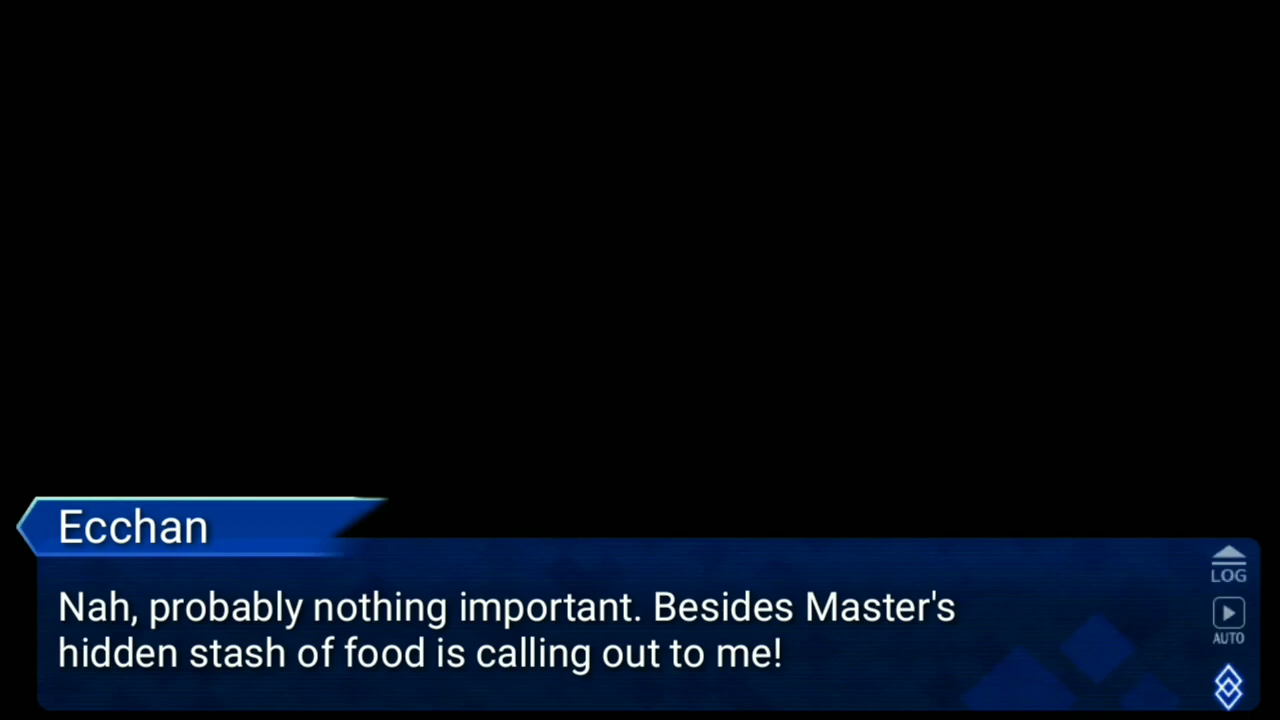 Ecchan
Nah, probably nothing important. Besides Master's
hidden stash of food is calling out to me!
LOG
AUTO